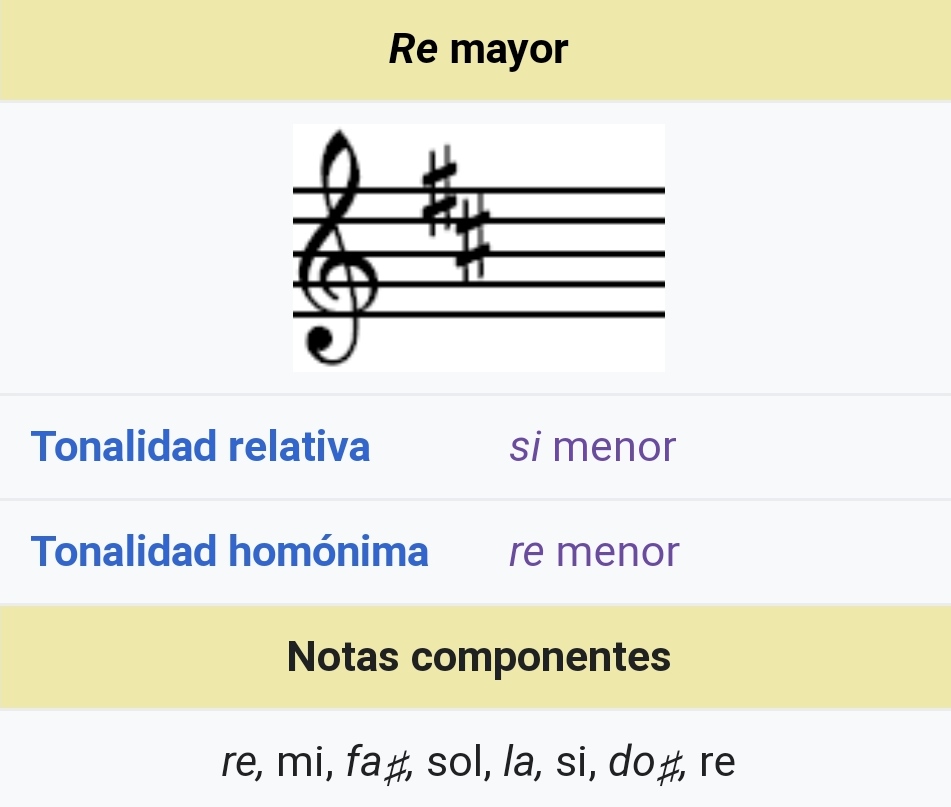 Re mayor
Tonalidad relativa si menor
Tonalidad homónima re menor
Notas componentes
re, mi, fa♯, sol, la, si, do♯, re